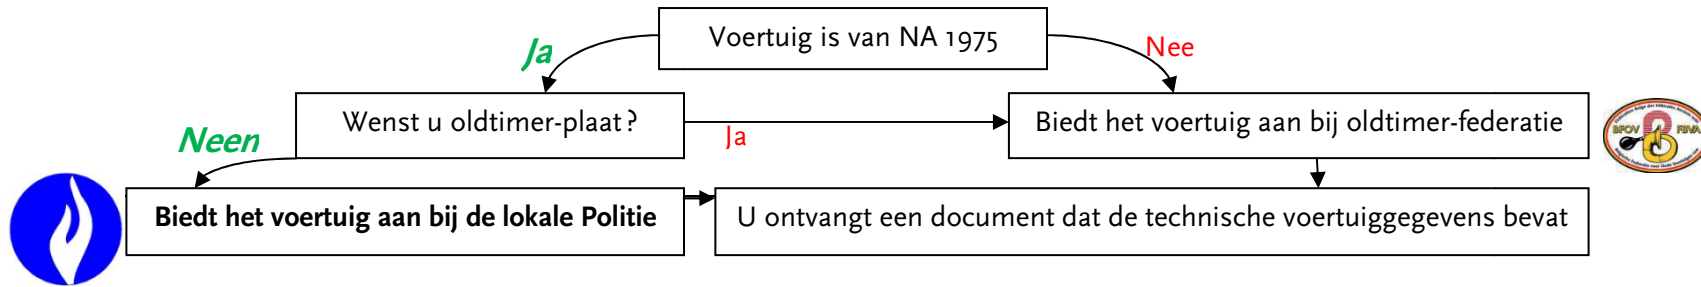 Voertuig is van NA 1975
Ja
Nee
Wenst u oldtimer-plaat?
Ja
Biedt het voertuig aan bij oldtimer-federatie
BFOV FBVA
Neen
Biedt het voertuig aan bij de lokale Politie
U ontvangt een document dat de technische voertuiggegevens bevat